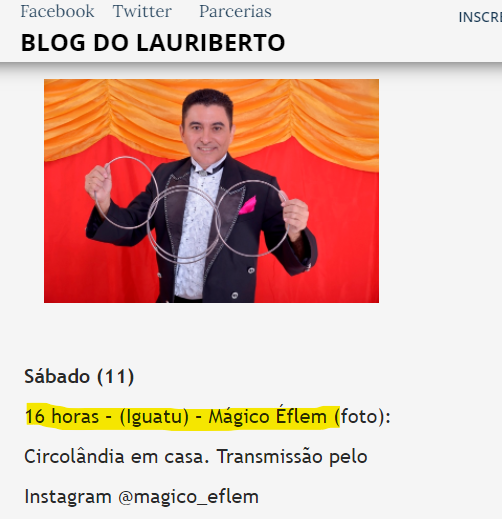 Facebook Twitter Parcerias
INSCRE
BLOG DO LAURIBERTO
Sábado (11)
16 horas – (Iguatu) – Mágico Éflem (foto):
Circolândia em casa. Transmissão pelo
Instagram @magico_eflem